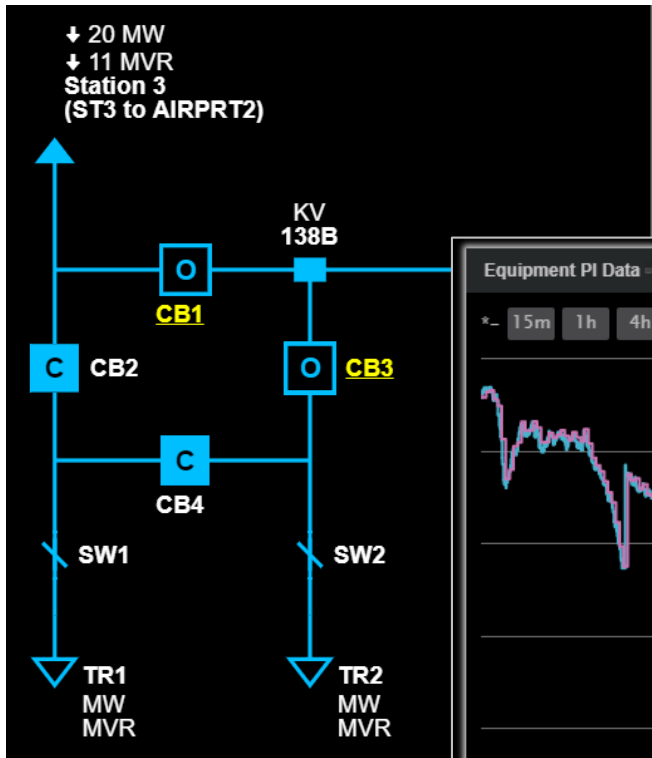 ↓ 20 MW
↓ 11 MVR
Station 3
(ST3 to AIRPRT2)
KV
138B
O
CB1
Equipment PI Data
*– 15m 1h 4h
C CB2
O CB3
C
CB4
SW1
SW2
TR1
MW
MVR
TR2
MW
MVR